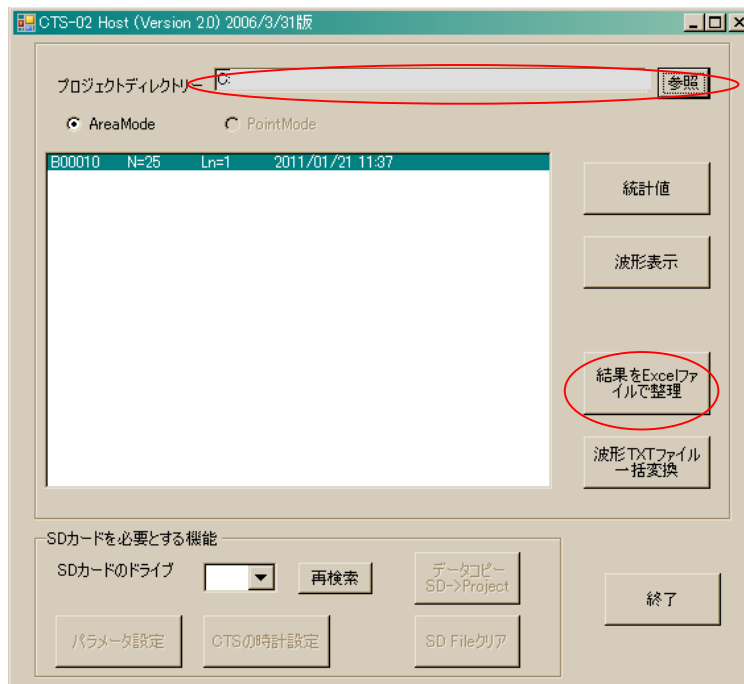 CTS-02 Host (Version 2.0) 2006/3/31版
プロジェクトディレクトリー C:
参照
AreaMode PointMode
B00010 N=25 Ln=1 2011/01/21 11:37
統計値
波形表示
結果をExcelファ
イルで整理
波形TXTファイル
一括変換
SDカードを必要とする機能
SDカードのドライブ
再検索
データコピー
SD->Project
パラメータ設定
CTSの時計設定
SD Fileクリア
終了